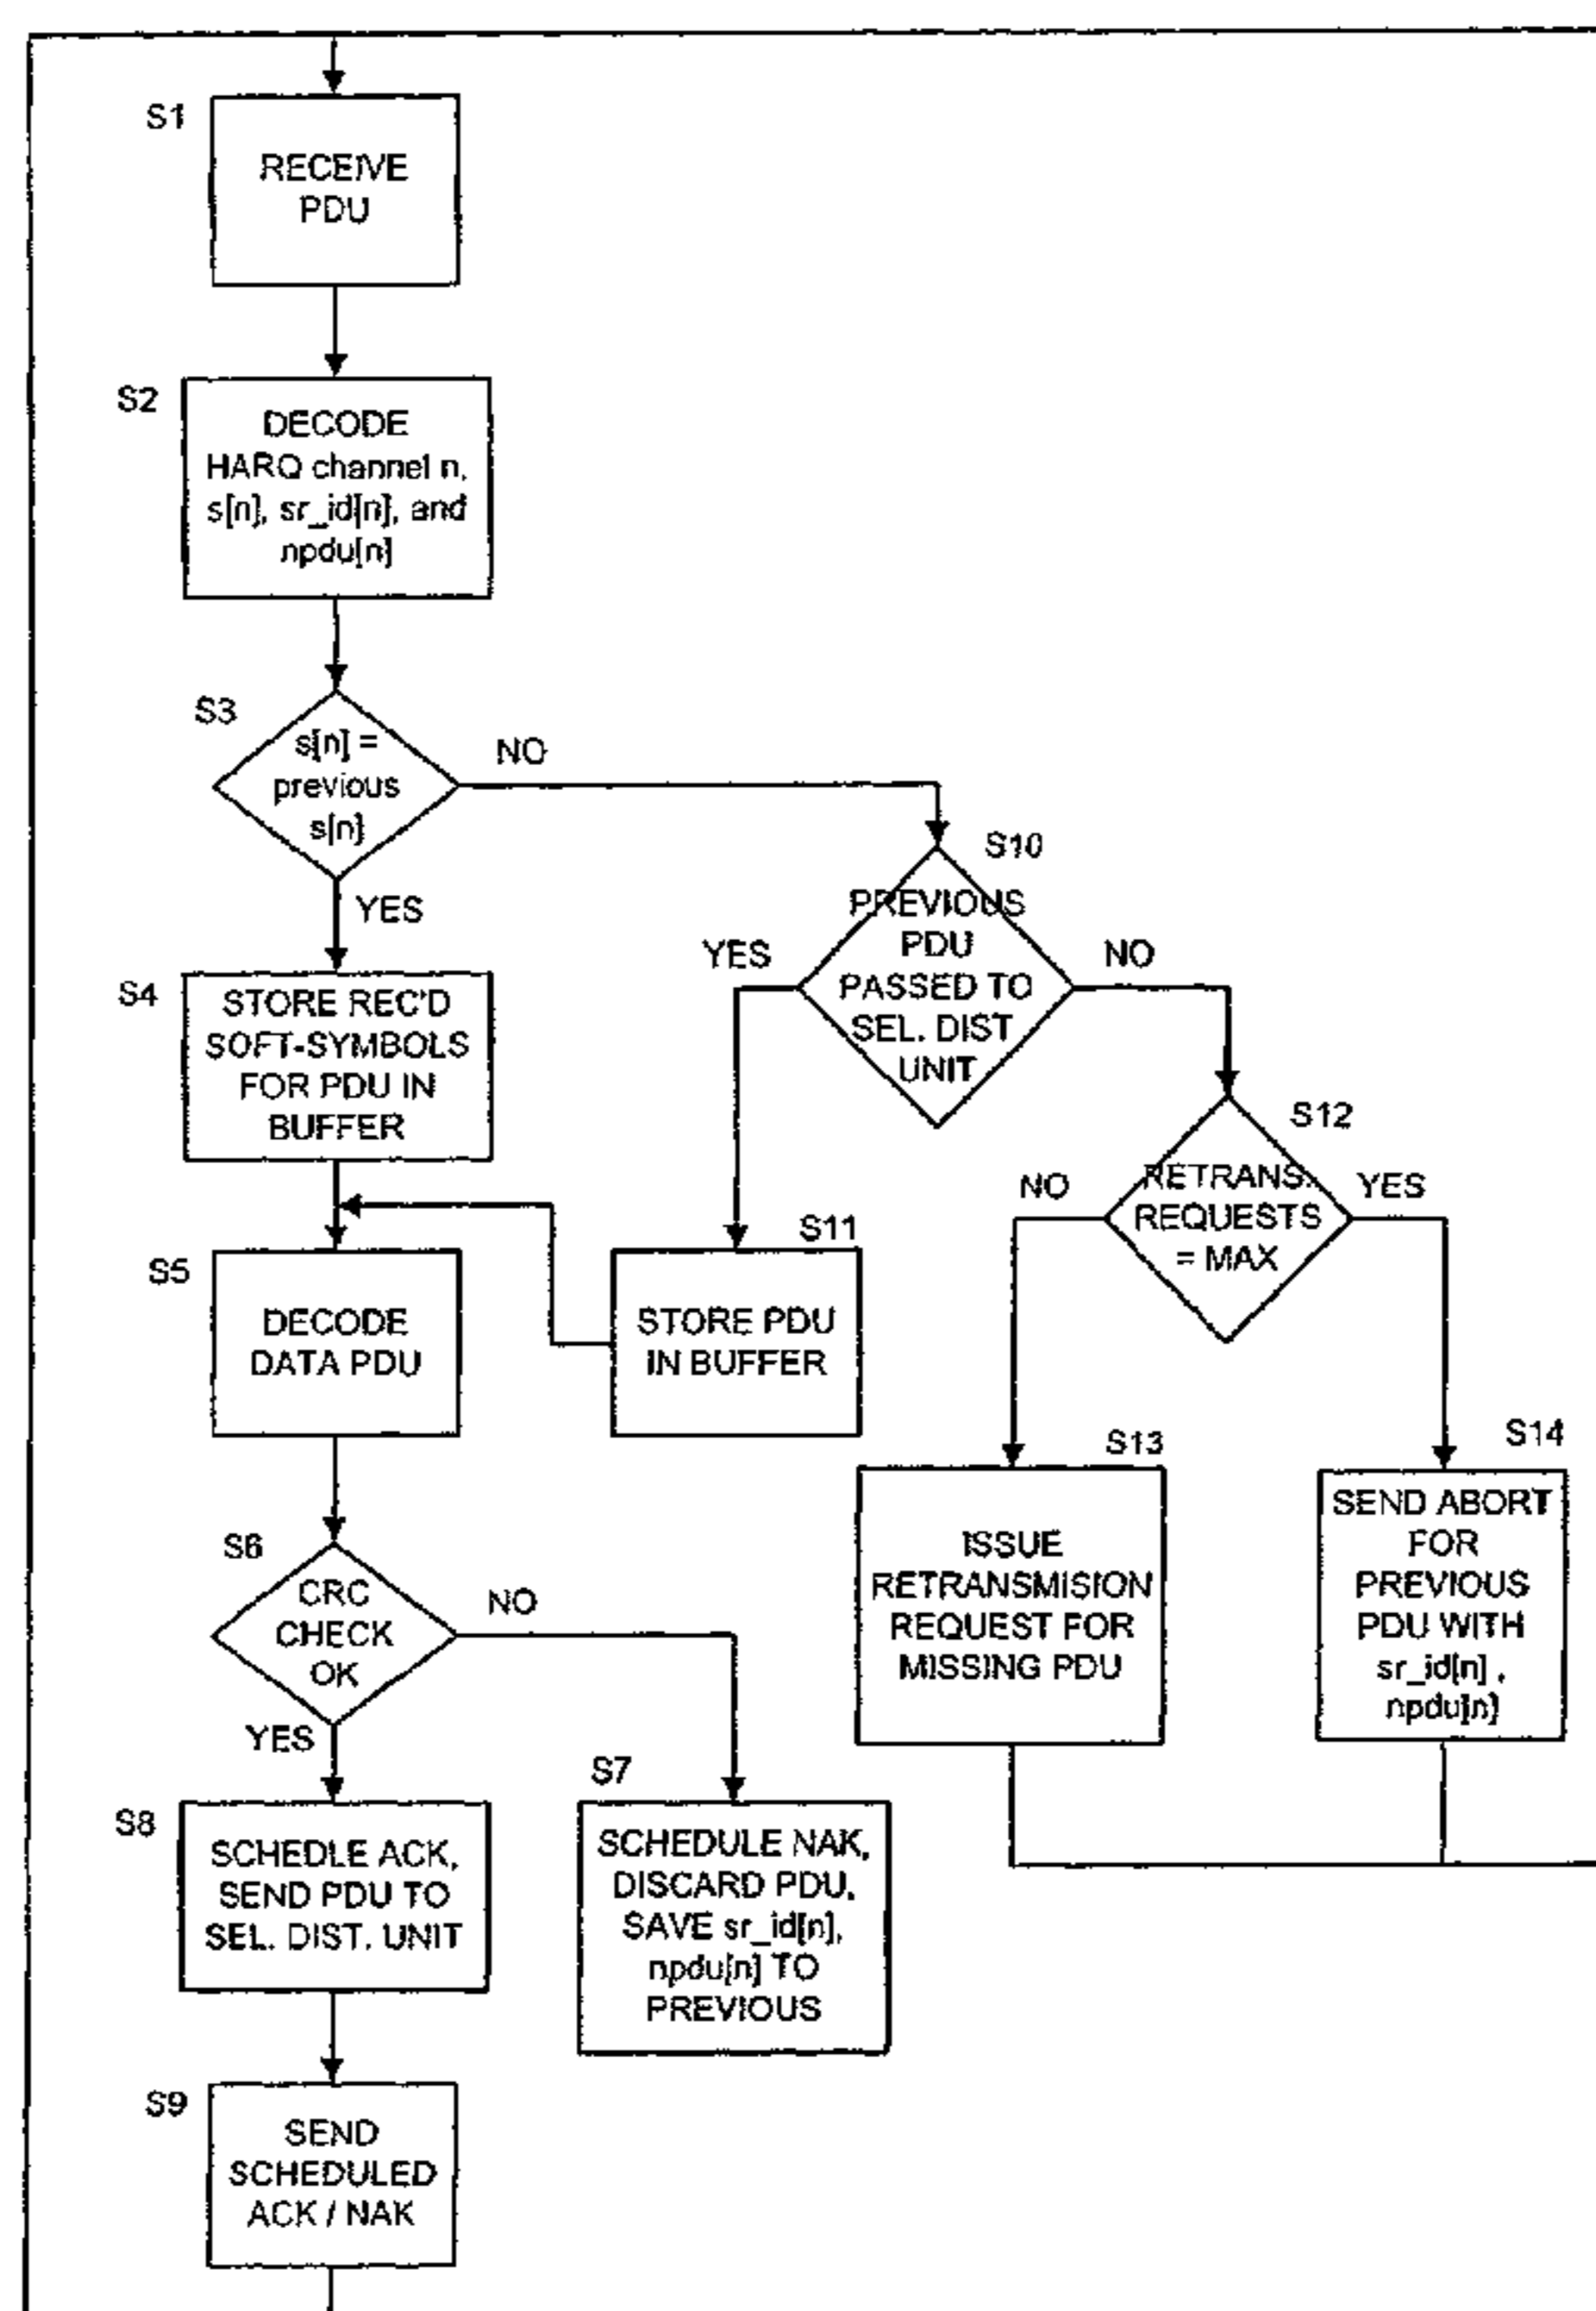 S1
RECEIVE
PDU
S2
DECODE
HARQ channel n,
s[n], sr_id[n], and
npdu[n]
S3
s[n] =
previous
s[n]
NO
YES
S10
PREVIOUS
PDU
PASSED TO
SEL. DIST
UNIT
YES
NO
S4
STORE REC'D
SOFT-SYMBOLS
FOR PDU IN
BUFFER
S12
RETRANS.
REQUESTS
= MAX
NO
YES
S5
DECODE
DATA PDU
S11
STORE PDU
IN BUFFER
S13
ISSUE
RETRANSMISION
REQUEST FOR
MISSING PDU
S14
SEND ABORT
FOR
PREVIOUS
PDU WITH
sr_id[n] ,
npdu[n]
S6
CRC
CHECK
OK
NO
YES
S8
SCHEDLE ACK,
SEND PDU TO
SEL. DIST. UNIT
S7
SCHEDULE NAK,
DISCARD PDU,
SAVE sr_id[n],
npdu[n] TO
PREVIOUS
S9
SEND
SCHEDULED
ACK / NAK